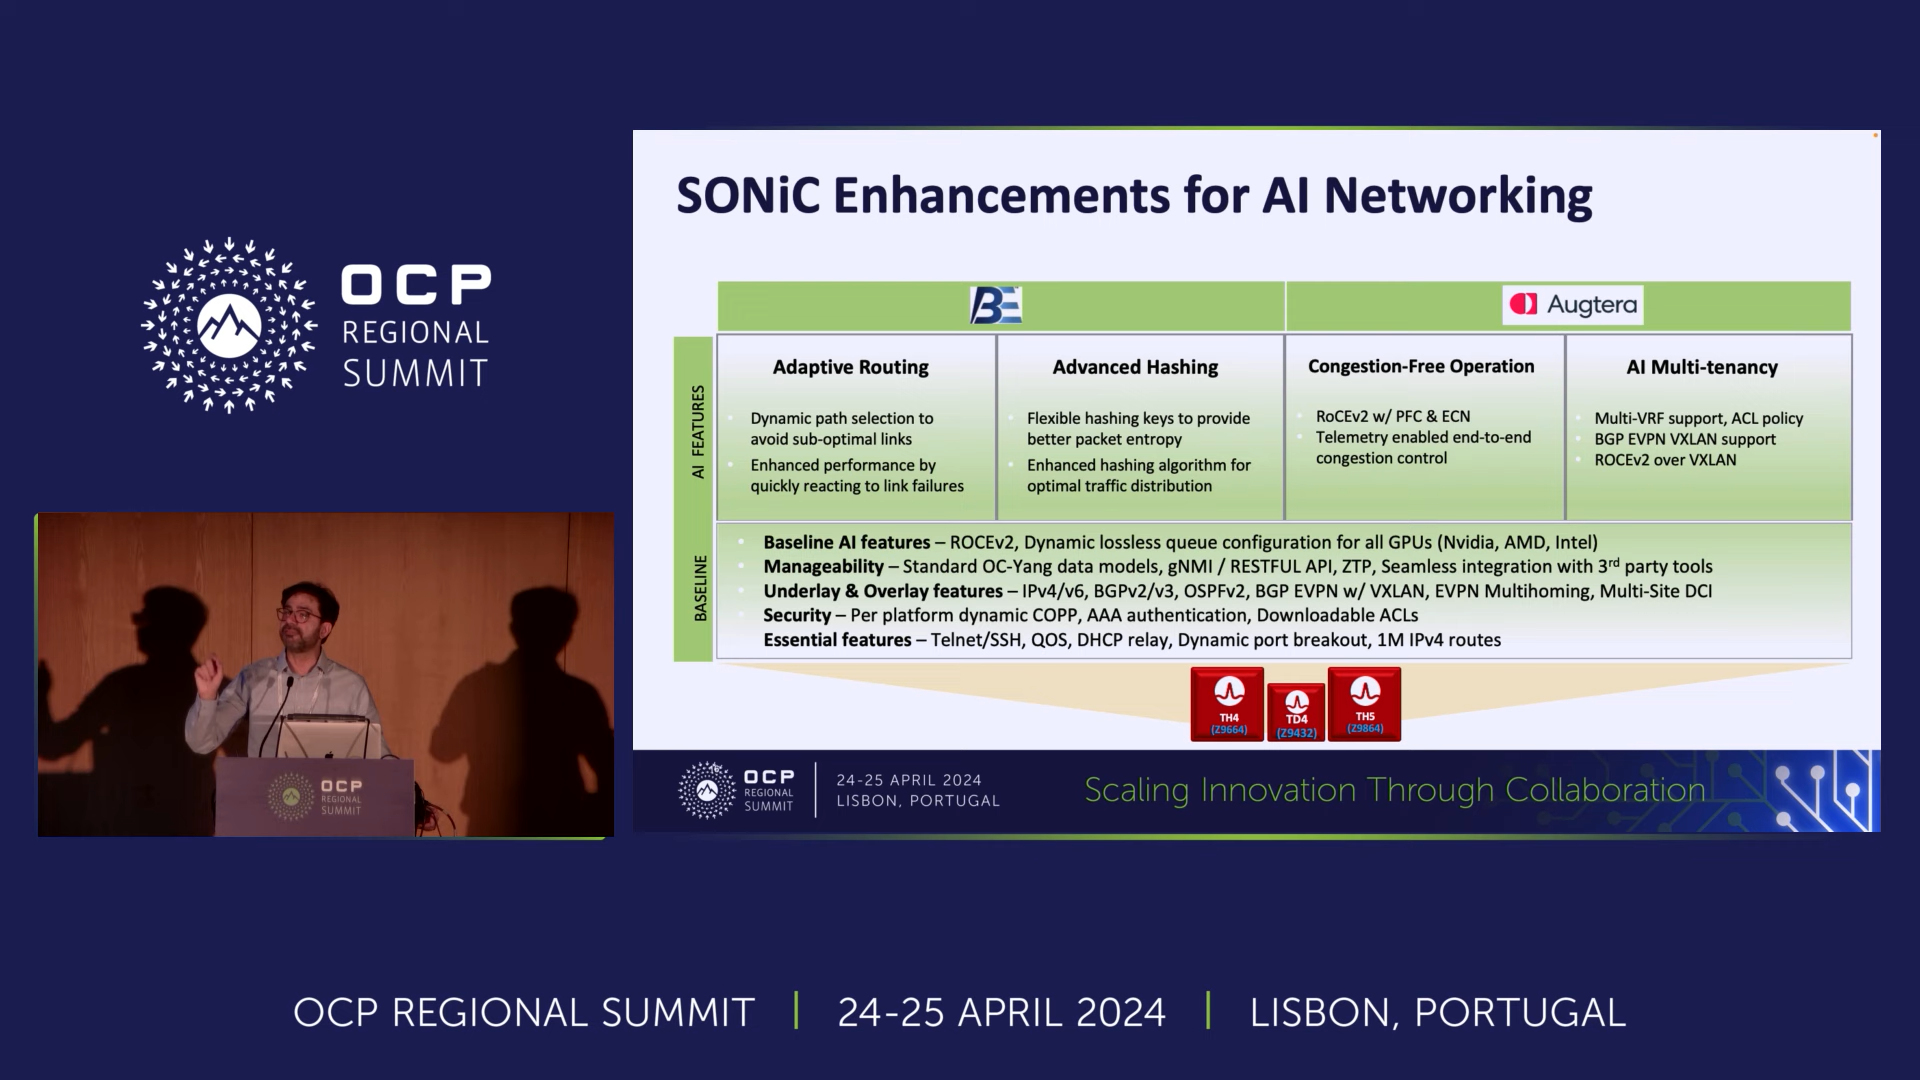 OCP
REGIONAL
SUMMIT
SONiC Enhancements for AI Networking
BE
Augtera
AI FEATURES
Adaptive Routing
Dynamic path selection to
avoid sub-optimal links
Enhanced performance by
quickly reacting to link failures
Advanced Hashing
Flexible hashing keys to provide
better packet entropy
Enhanced hashing algorithm for
optimal traffic distribution
Congestion-Free Operation
RoCEv2 w/ PFC & ECN
Telemetry enabled end-to-end
congestion control
AI Multi-tenancy
Multi-VRF support, ACL policy
BGP EVPN VXLAN support
ROCEv2 over VXLAN
BASELINE
Baseline AI features – ROCEv2, Dynamic lossless queue configuration for all GPUs (Nvidia, AMD, Intel)
Manageability – Standard OC-Yang data models, gNMI / RESTFUL API, ZTP, Seamless integration with 3rd party tools
Underlay & Overlay features – IPv4/v6, BGPv2/v3, OSPFv2, BGP EVPN w/ VXLAN, EVPN Multihoming, Multi-Site DCI
Security – Per platform dynamic COPP, AAA authentication, Downloadable ACLs
Essential features – Telnet/SSH, QOS, DHCP relay, Dynamic port breakout, 1M IPv4 routes
TH4
(Z9664)
TD4
(Z9432)
TH5
(Z9864)
OCP
REGIONAL
SUMMIT
24-25 APRIL 2024
LISBON, PORTUGAL
Scaling Innovation Through Collaboration
OCP
REGIONAL
SUMMIT
OCP REGIONAL SUMMIT | 24-25 APRIL 2024 | LISBON, PORTUGAL